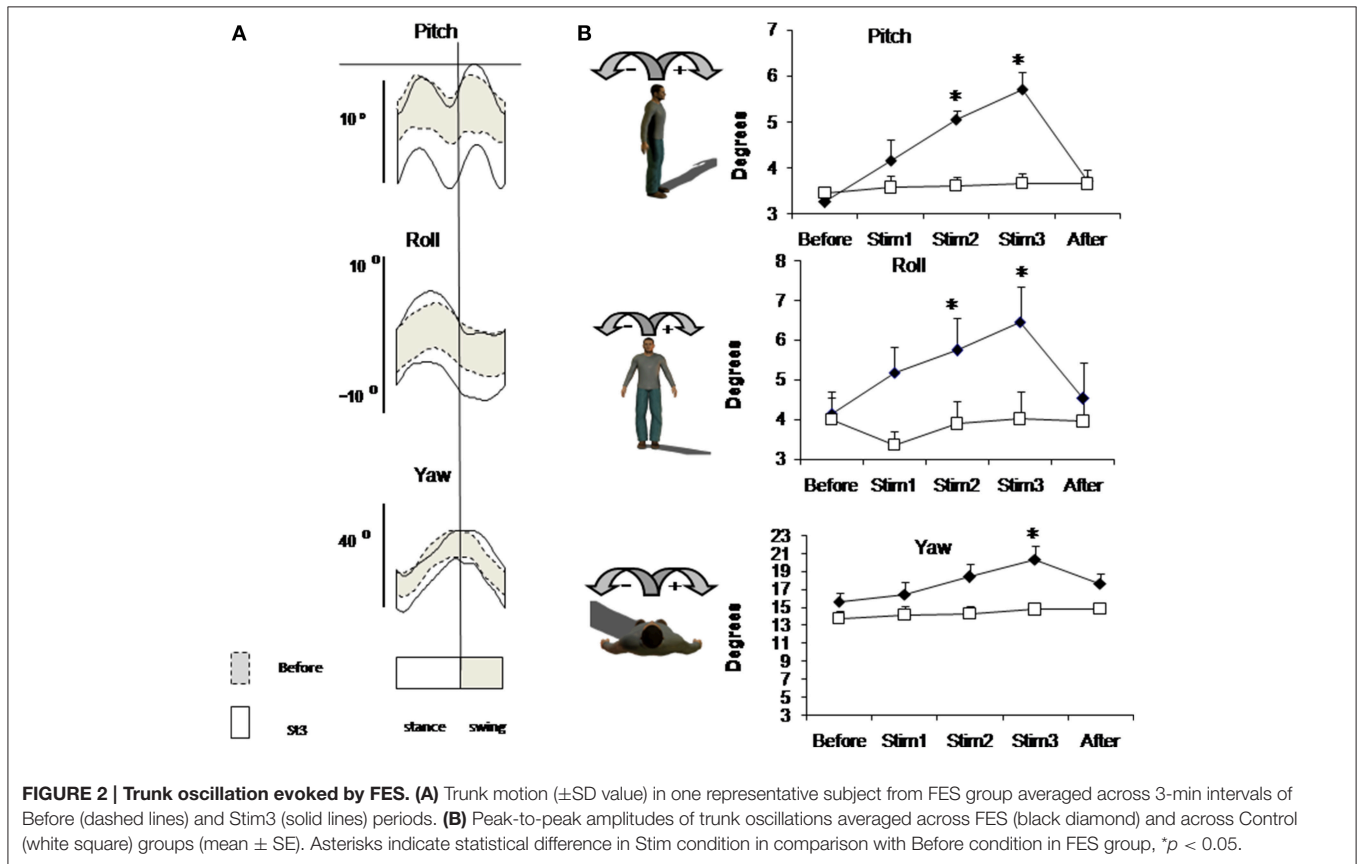 A
Pitch
10 º
Roll
10 º
-10 º
Yaw
40 º
Before
St3
stance swing
B
- +
Pitch
Degrees
7
6
5
4
3
* *
Before Stim1 Stim2 Stim3 After
- +
Roll
Degrees
8
7
6
5
4
3
* *
Before Stim1 Stim2 Stim3 After
- +
Yaw
Degrees
23
21
19
17
15
13
11
9
7
5
3
*
Before Stim1 Stim2 Stim3 After
FIGURE 2 | Trunk oscillation evoked by FES. (A) Trunk motion (±SD value) in one representative subject from FES group averaged across 3-min intervals of
Before (dashed lines) and Stim3 (solid lines) periods. (B) Peak-to-peak amplitudes of trunk oscillations averaged across FES (black diamond) and across Control
(white square) groups (mean ± SE). Asterisks indicate statistical difference in Stim condition in comparison with Before condition in FES group, *p < 0.05.